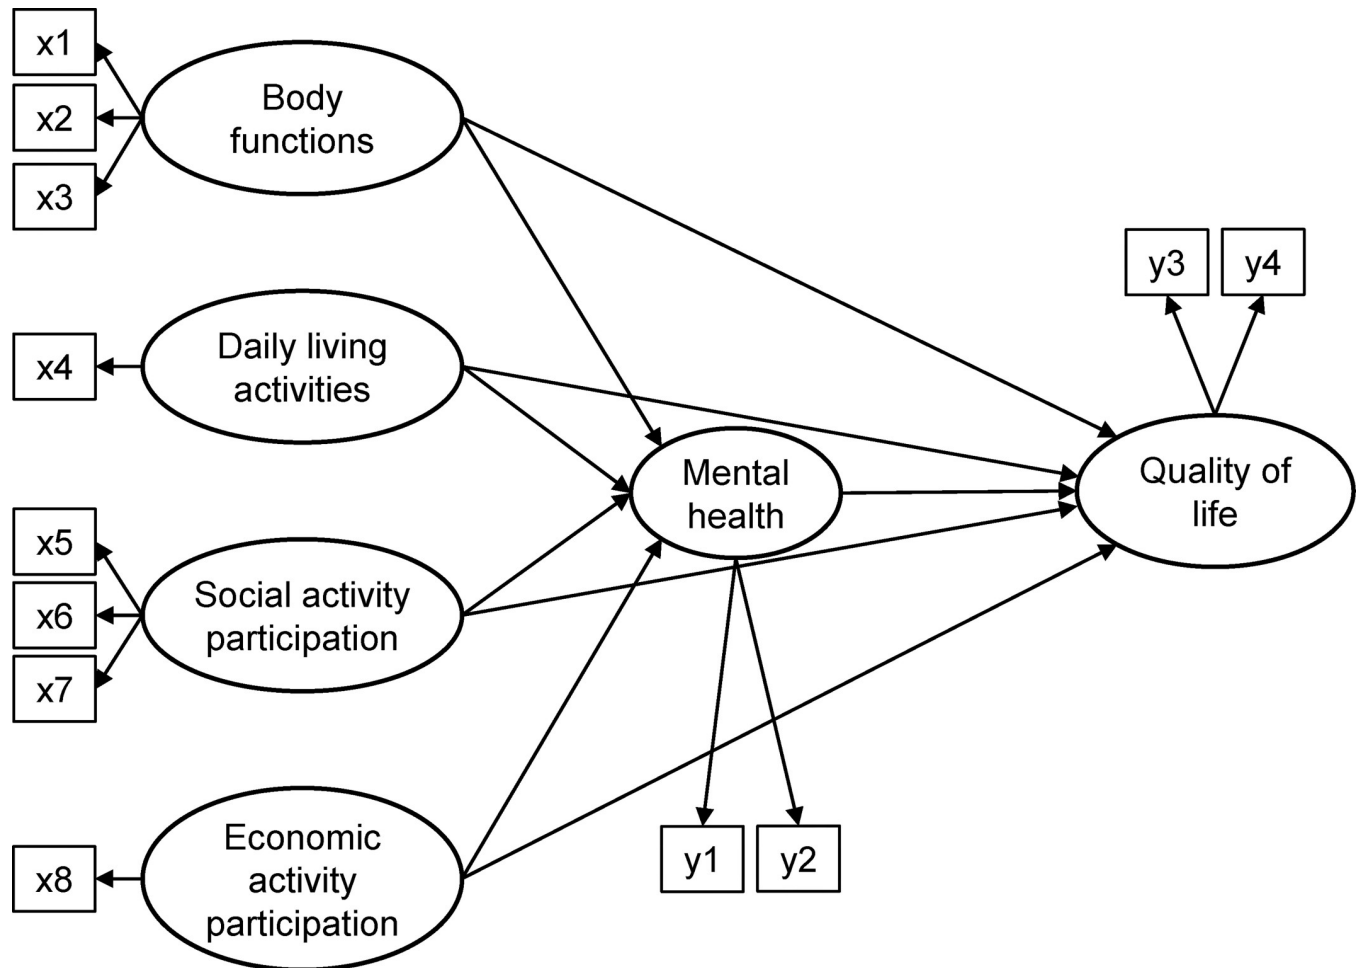 x1
x2
x3
Body
functions
x4
Daily living
activities
x5
x6
x7
Social activity
participation
x8
Economic
activity
participation
Mental
health
y1
y2
y3
y4
Quality of
life